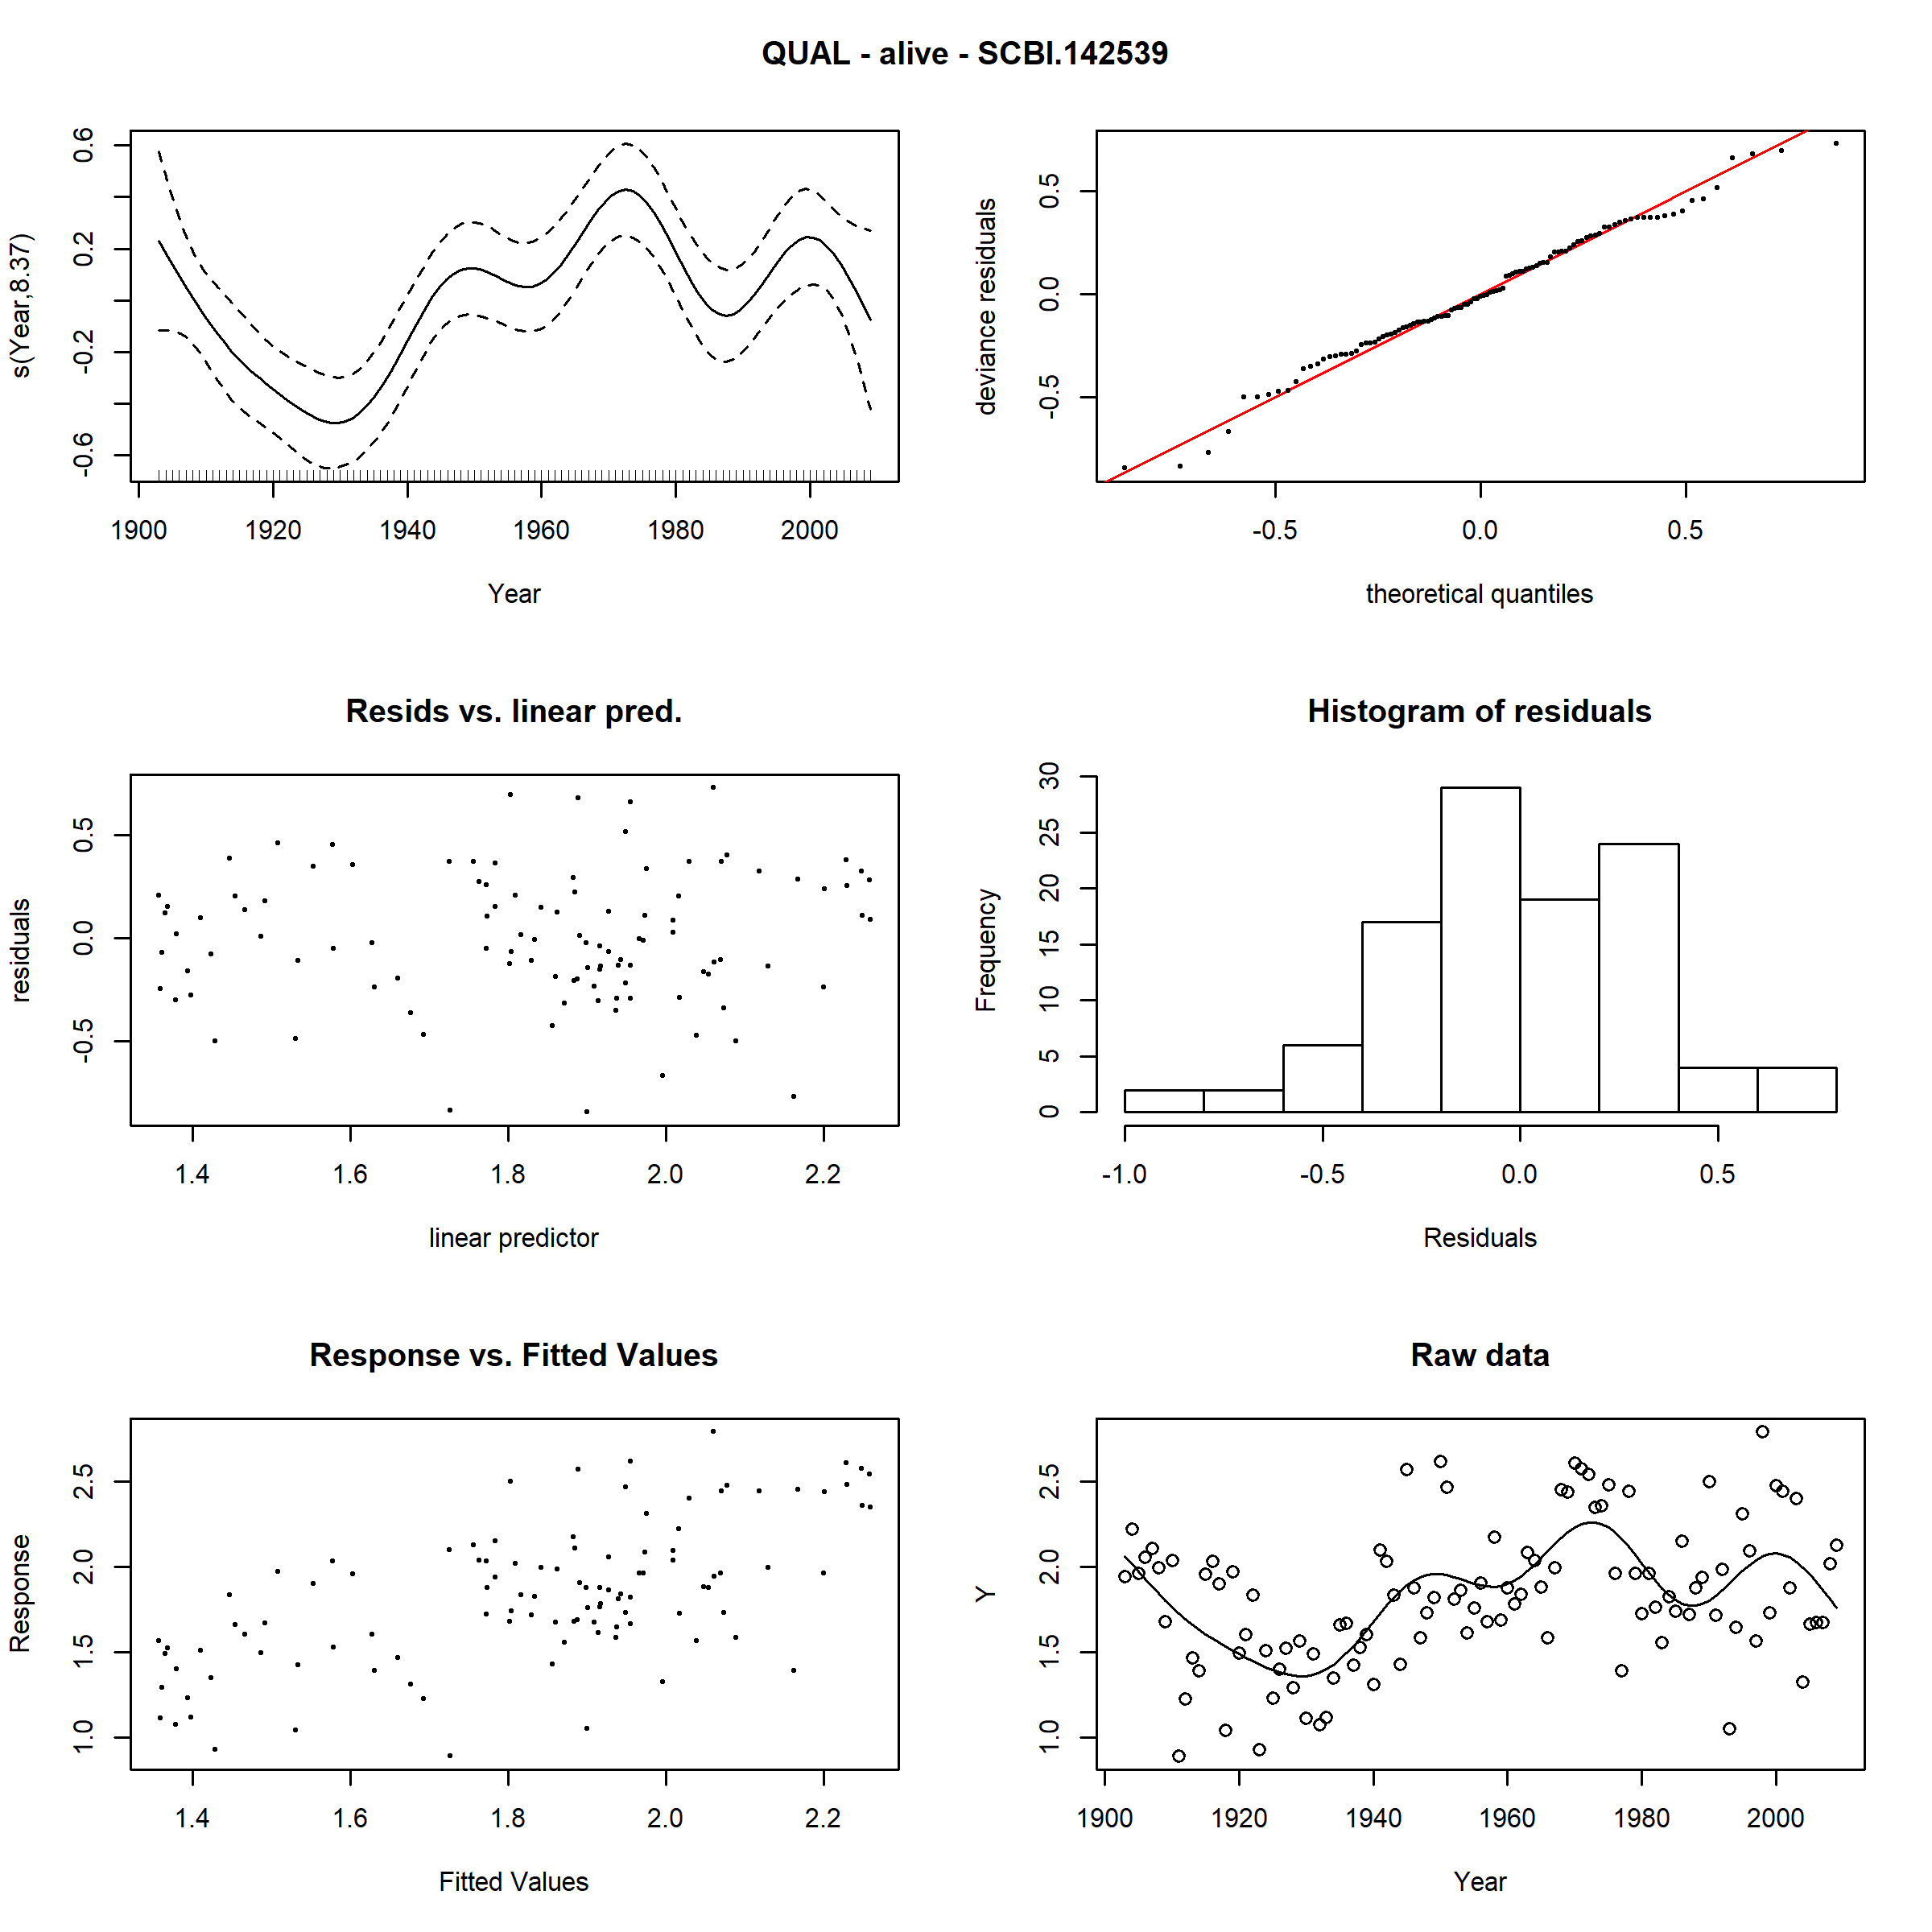 QUAL - alive - SCBI.142539
s(Year,8.37)
0.6
0.2
-0.2
-0.6
1900 1920 1940 1960 1980 2000
Year
deviance residuals
0.5
0.0
-0.5
-0.5 0.0 0.5
theoretical quantiles
Resids vs. linear pred.
residuals
0.5
0.0
-0.5
1.4 1.6 1.8 2.0 2.2
linear predictor
Histogram of residuals
Frequency
30
25
20
15
10
5
0
-1.0 -0.5 0.0 0.5
Residuals
Response vs. Fitted Values
Response
2.5
2.0
1.5
1.0
1.4 1.6 1.8 2.0 2.2
Fitted Values
Raw data
Y
2.5
2.0
1.5
1.0
1900 1920 1940 1960 1980 2000
Year